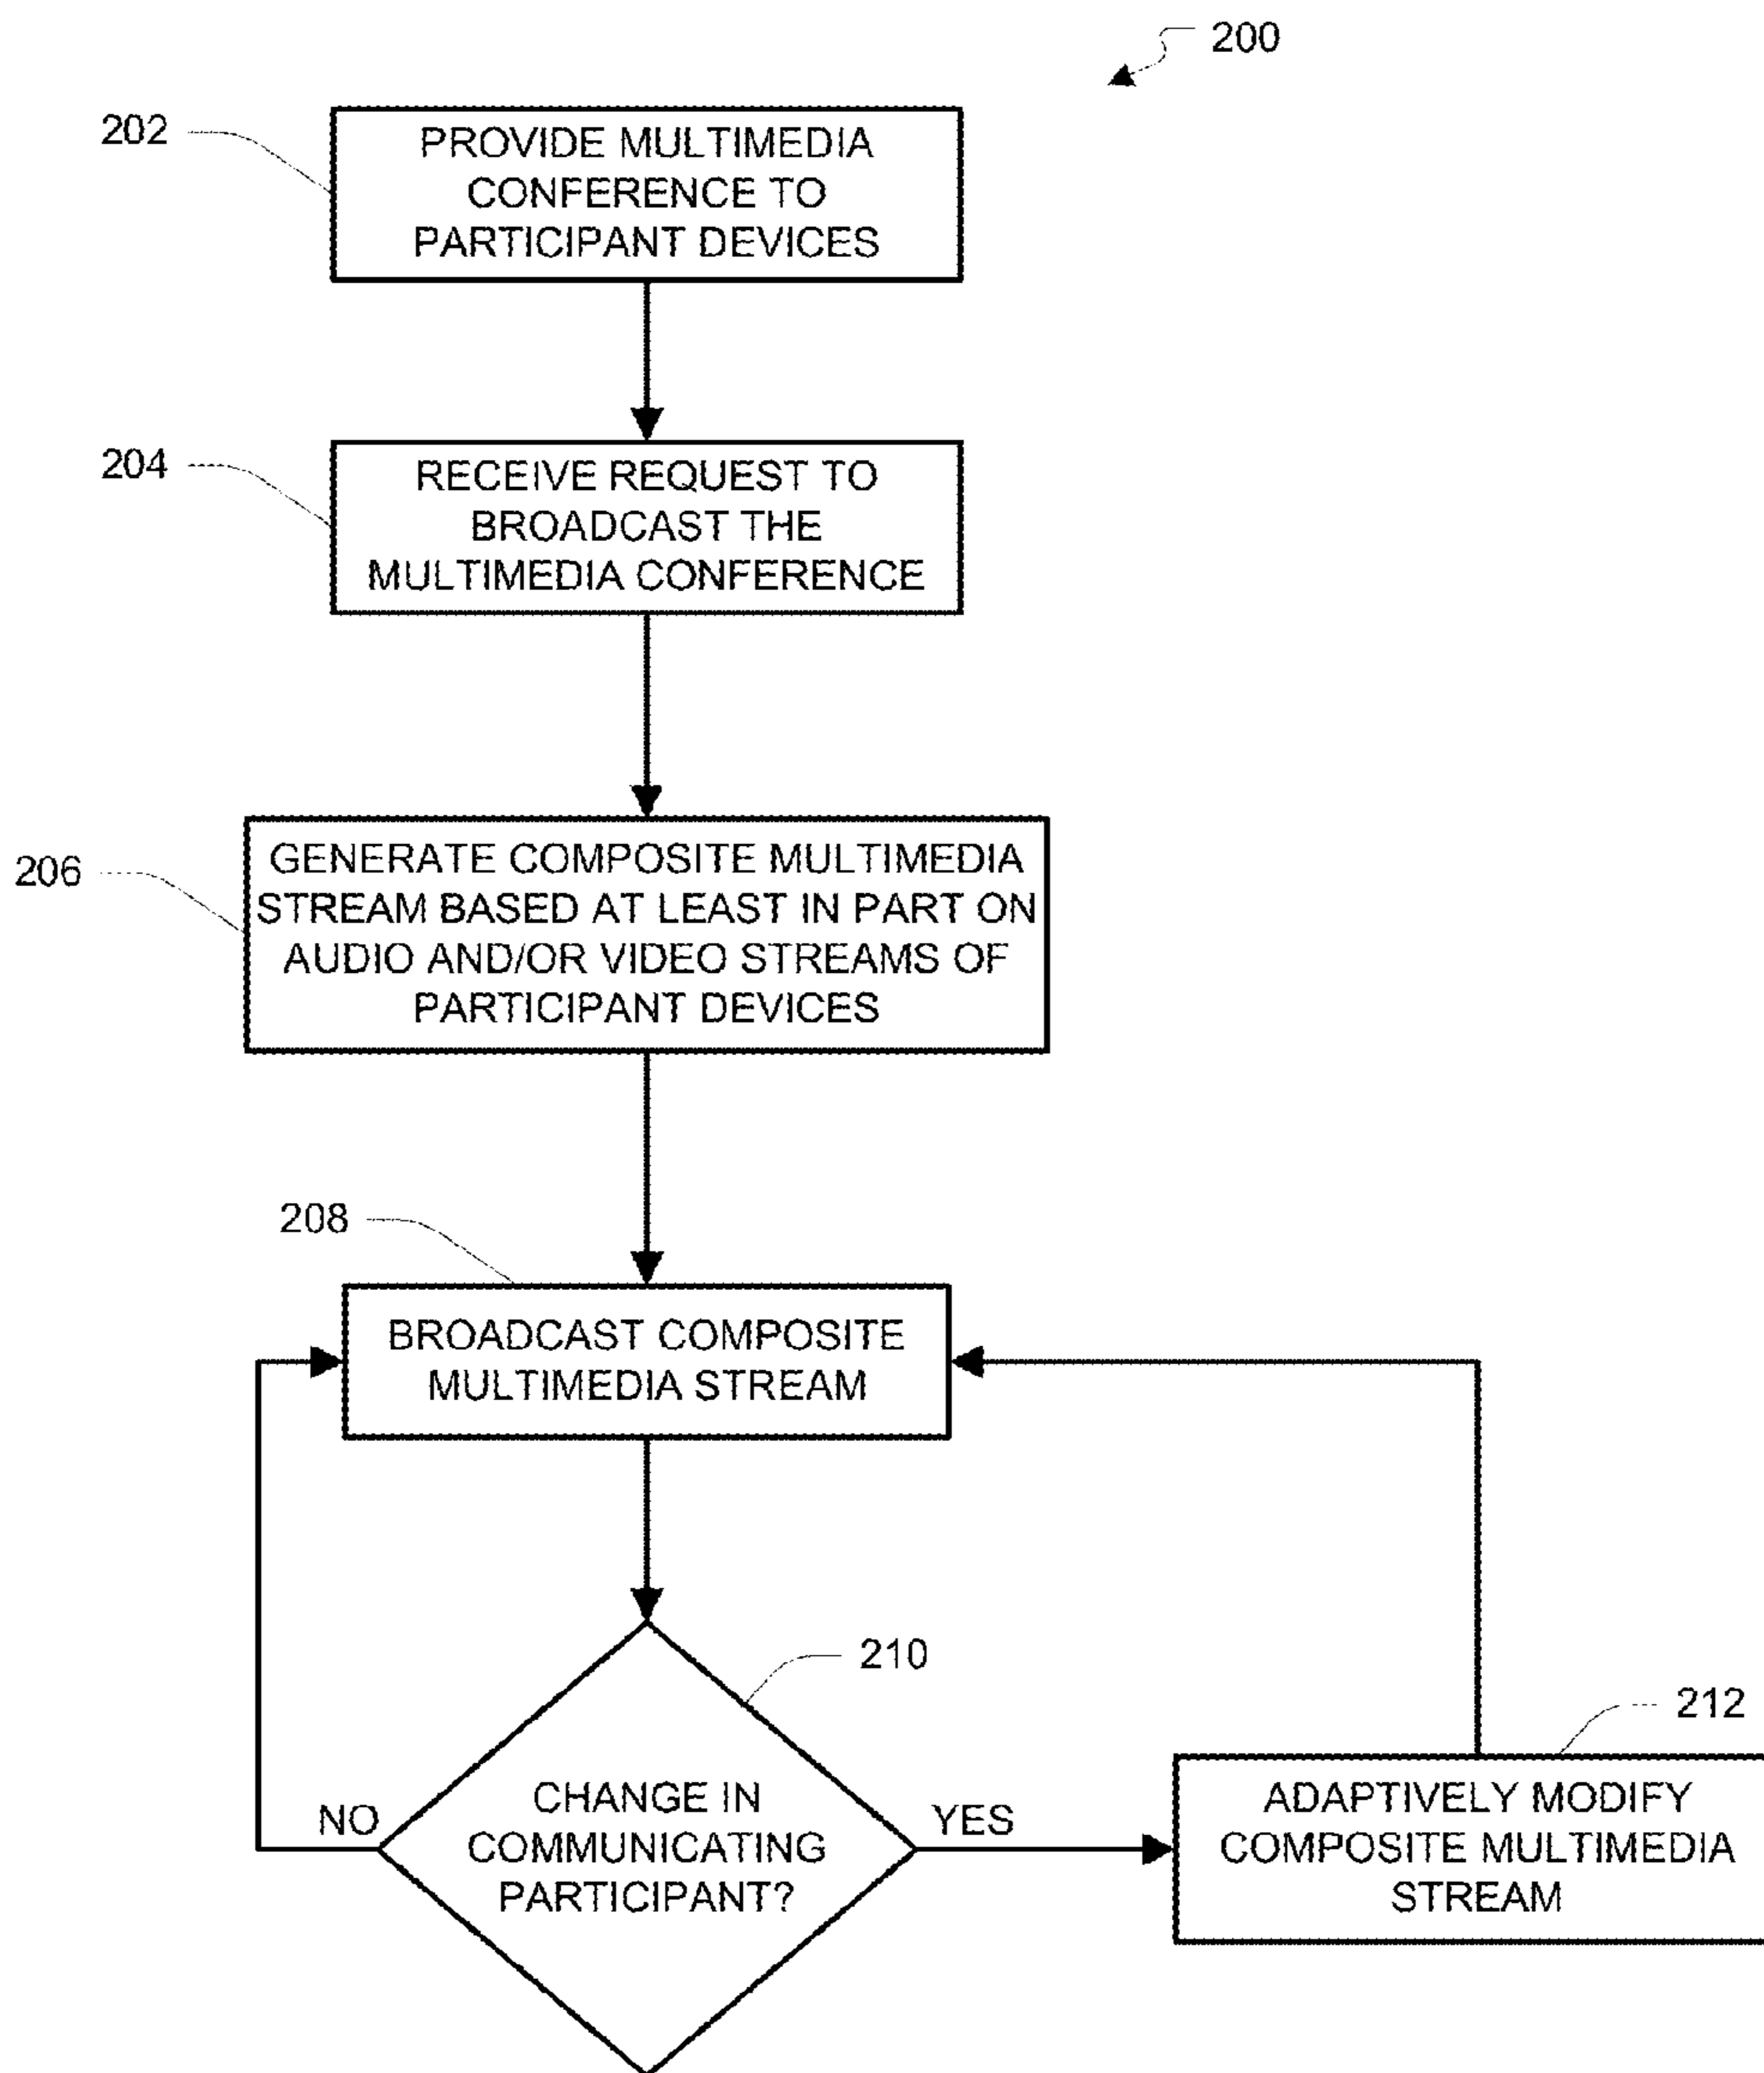 200
202
PROVIDE MULTIMEDIA
CONFERENCE TO
PARTICIPANT DEVICES
204
RECEIVE REQUEST TO
BROADCAST THE
MULTIMEDIA CONFERENCE
206
GENERATE COMPOSITE MULTIMEDIA
STREAM BASED AT LEAST IN PART ON
AUDIO AND/OR VIDEO STREAMS OF
PARTICIPANT DEVICES
208
BROADCAST COMPOSITE
MULTIMEDIA STREAM
210
CHANGE IN
COMMUNICATING
PARTICIPANT?
NO
YES
212
ADAPTIVELY MODIFY
COMPOSITE MULTIMEDIA
STREAM